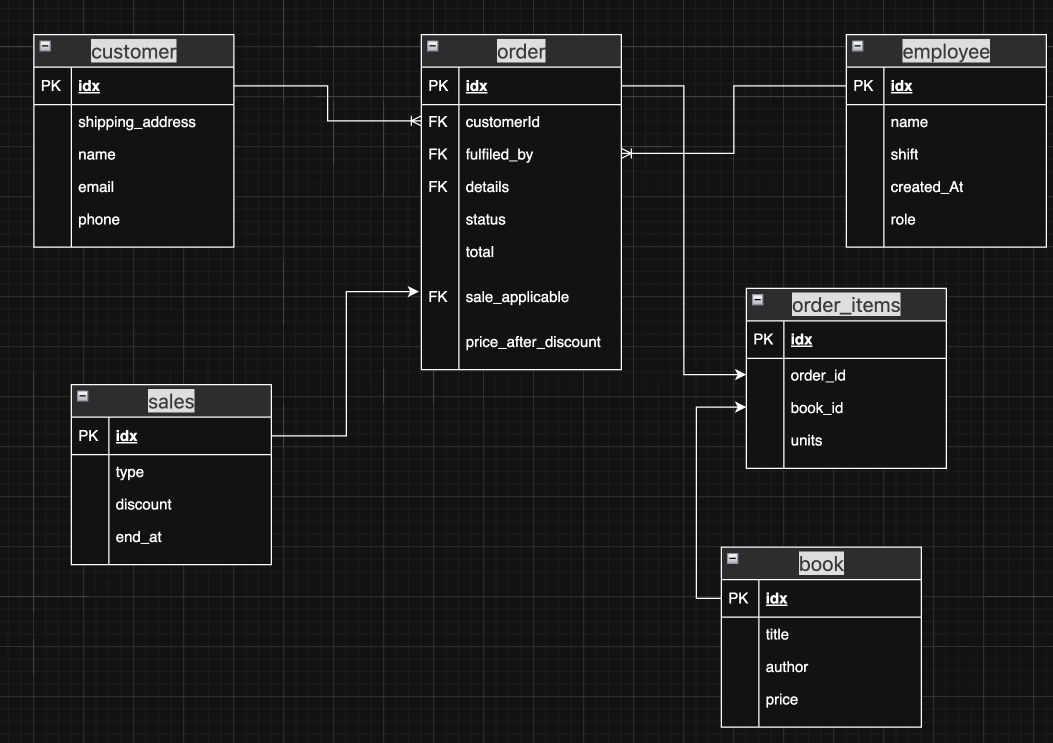 customer
PK idx
shipping_address
name
email
phone
order
PK idx
FK customerId
FK fulfiled_by
FK details
status
total
FK sale_applicable
price_after_discount
employee
PK idx
name
shift
created_At
role
order_items
PK idx
order_id
book_id
units
sales
PK idx
type
discount
end_at
book
PK idx
title
author
price